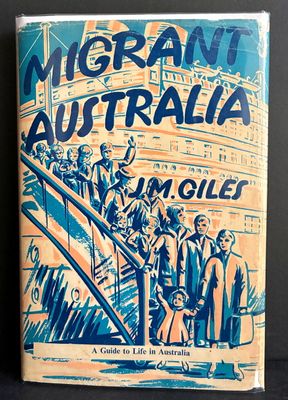 MIGRANT
AUSTRALIA
J.M.GILES
A Guide to Life in Australia